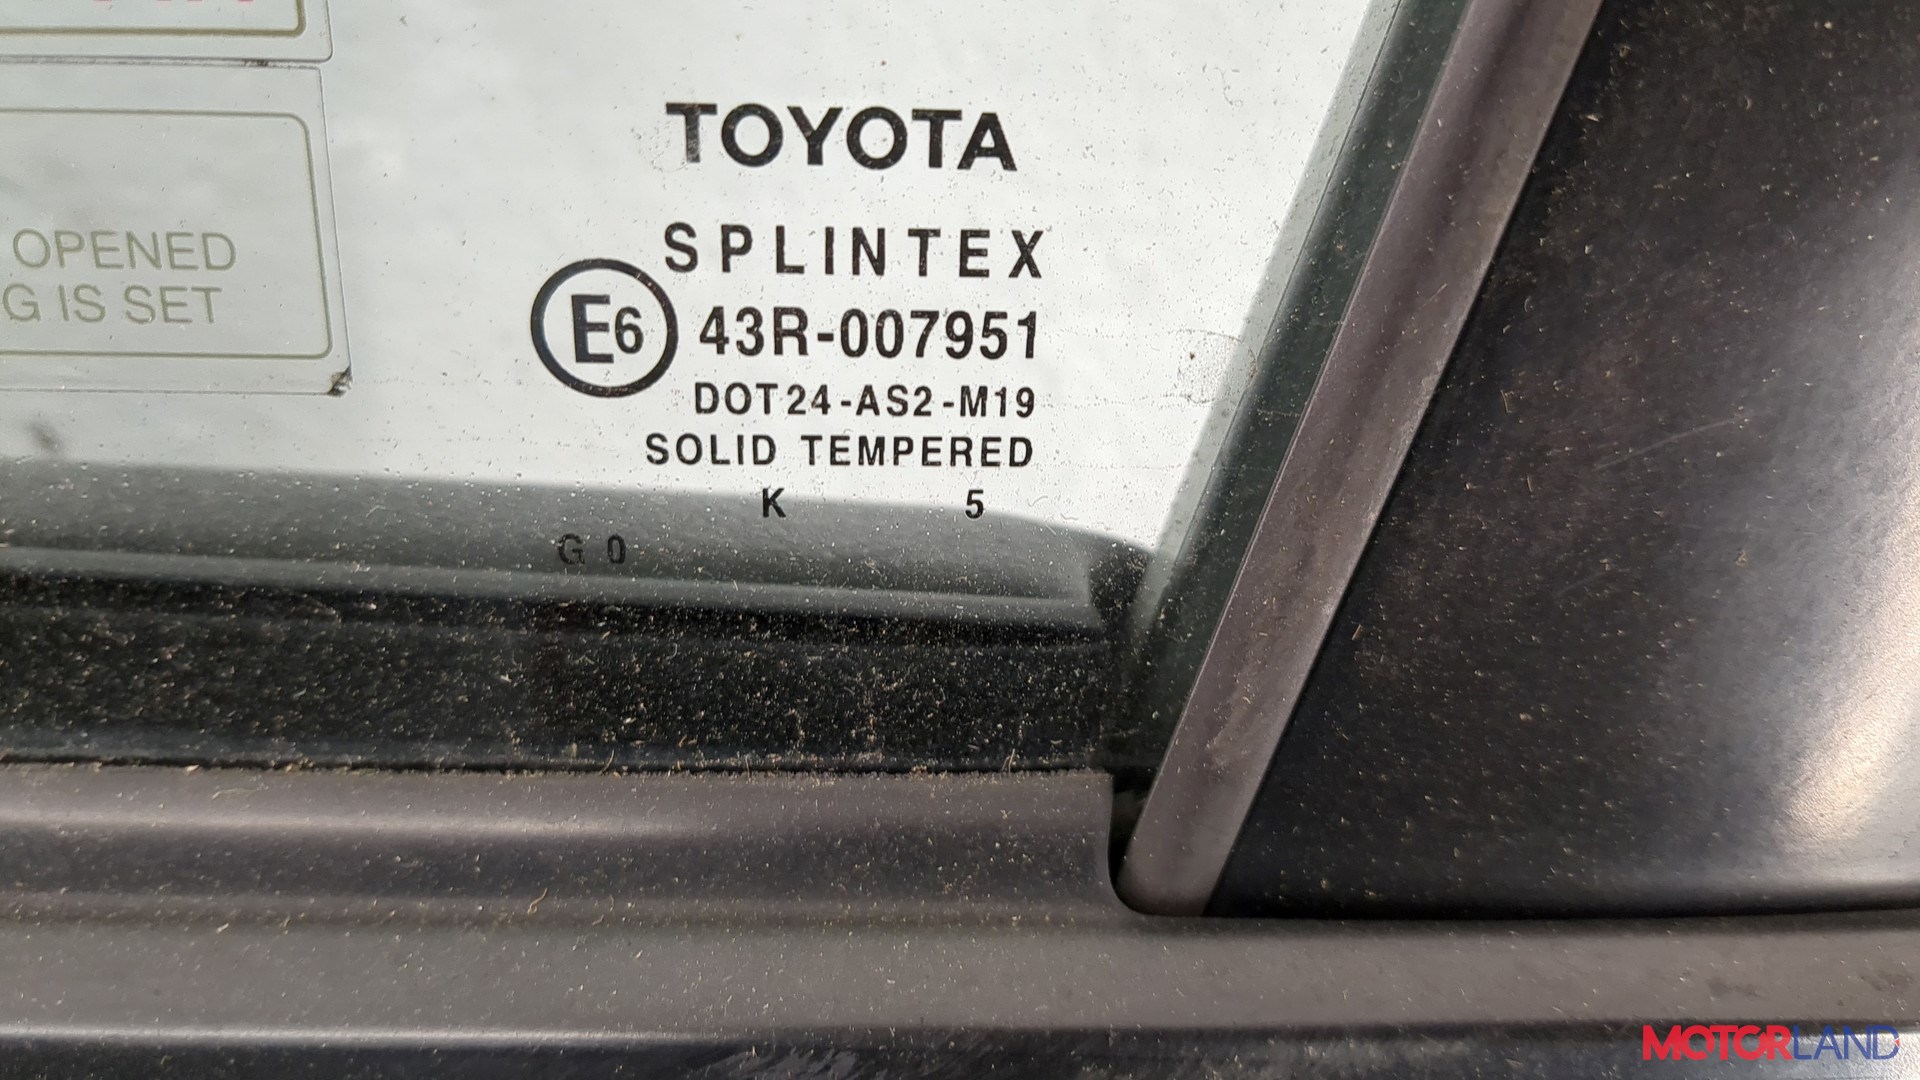 TOYOTA
SPLINTEX
E6 43R-007951
DOT24-AS2-M19
SOLID TEMPERED
K 5
G 0
OPENED
G IS SET
MOTORLAND